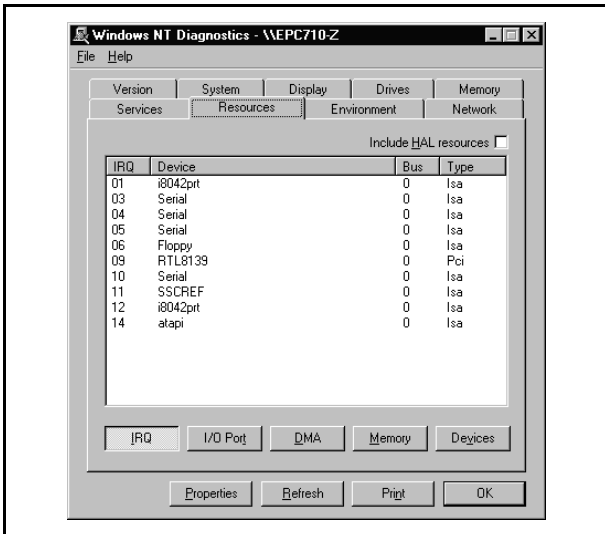 Windows NT Diagnostics - \\EPC710-Z
File Help
Version System Display Drives Memory
Services Resources Environment Network
Include HAL resources
IRQ Device Bus Type
01 i8042prt 0 Isa
03 Serial 0 Isa
04 Serial 0 Isa
05 Serial 0 Isa
06 Floppy 0 Isa
09 RTL8139 0 Pci
10 Serial 0 Isa
11 SSCREF 0 Isa
12 i8042prt 0 Isa
14 atapi 0 Isa
IRQ I/O Port DMA Memory Devices
Properties Refresh Print OK